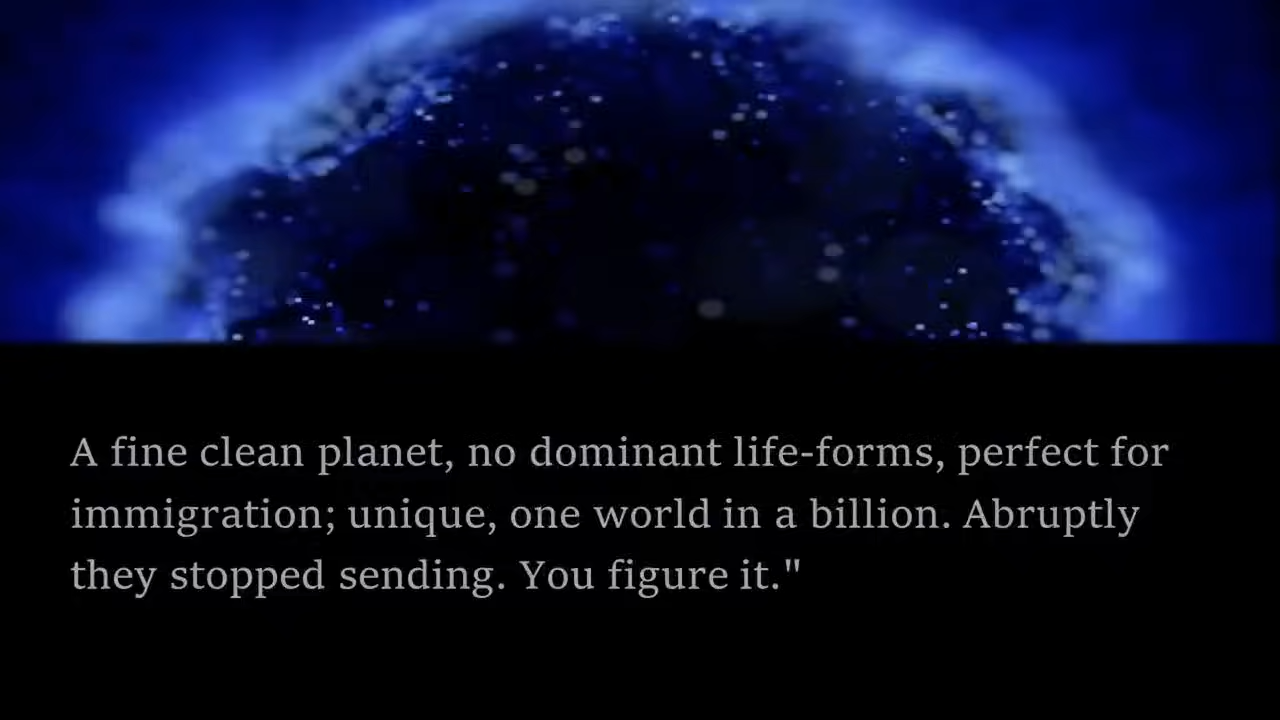 A fine clean planet, no dominant life-forms, perfect for
immigration; unique, one world in a billion. Abruptly
they stopped sending. You figure it."